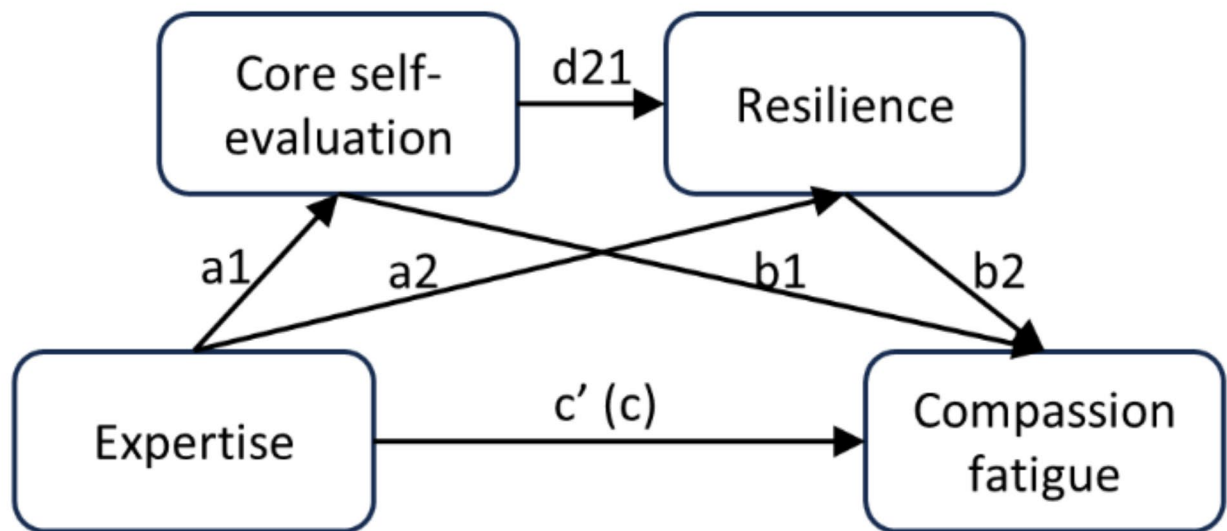 Core self-
evaluation
d21
Resilience
a1
a2
b1
b2
Expertise
c’ (c)
Compassion
fatigue